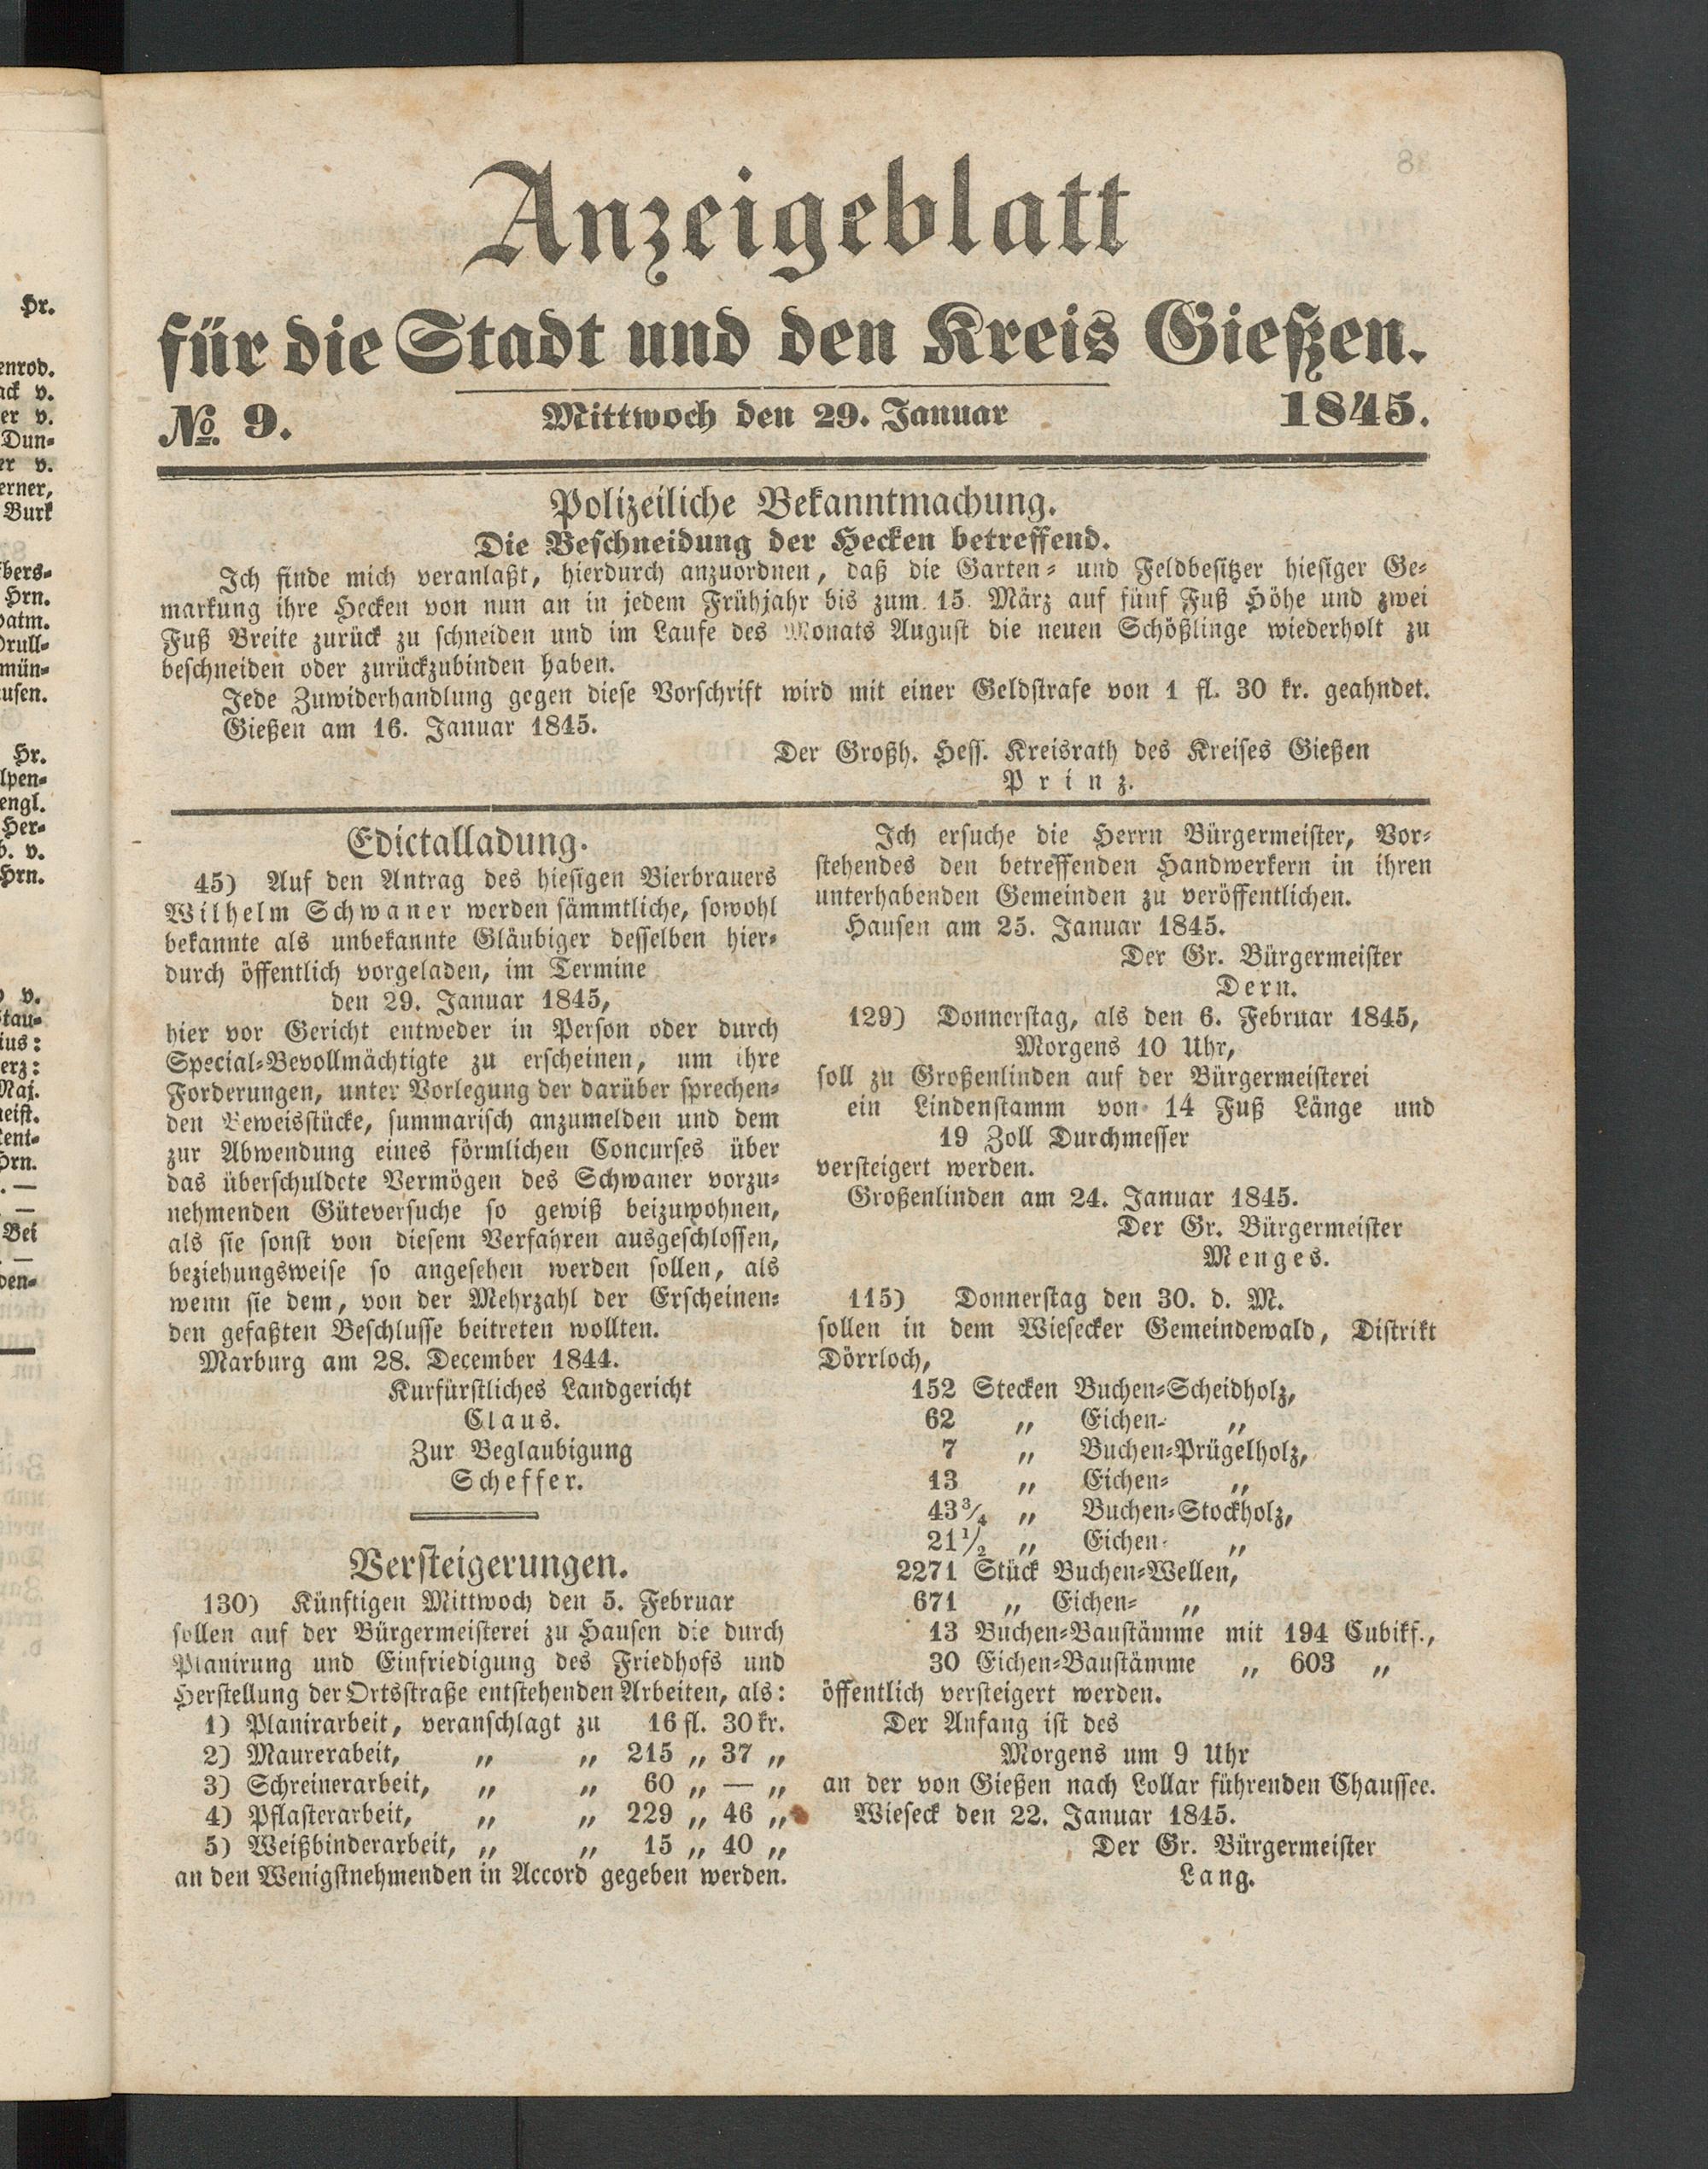 Anzeigeblatt
für die Stadt und den Kreis Gießen.
No. 9. Mittwoch den 29. Januar 1845.
Polizeiliche Bekanntmachung.
Die Beschneidung der Hecken betreffend.
Ich finde mich veranlaßt, hierdurch anzuordnen, daß die Garten- und Feldbesitzer hiesiger Ge-
markung ihre Hecken von nun an in jedem Frühjahr bis zum 15. März auf fünf Fuß Höhe und zwei
Fuß Breite zurück zu schneiden und im Laufe des Monats August die neuen Schößlinge wiederholt zu
beschneiden oder zurückzubinden haben.
Jede Zuwiderhandlung gegen diese Vorschrift wird mit einer Geldstrafe von 1 fl. 30 kr. geahndet.
Gießen am 16. Januar 1845.
Der Großh. Hess. Kreisrath des Kreises Gießen
Prinz.
Edictalladung.
45) Auf den Antrag des hiesigen Bierbrauers
Wilhelm Schwaner werden sämmtliche, sowohl
bekannte als unbekannte Gläubiger desselben hier-
durch öffentlich vorgeladen, im Termine
den 29. Januar 1845,
hier vor Gericht entweder in Person oder durch
Special-Bevollmächtigte zu erscheinen, um ihre
Forderungen, unter Vorlegung der darüber sprechen-
den Beweisstücke, summarisch anzumelden und dem
zur Abwendung eines förmlichen Concurses über
das überschuldete Vermögen des Schwaner vorzu-
nehmenden Güteversuche so gewiß beizuwohnen,
als sie sonst von diesem Verfahren ausgeschlossen,
beziehungsweise so angesehen werden sollen, als
wenn sie dem, von der Mehrzahl der Erscheinen-
den gefaßten Beschlusse beitreten wollten.
Marburg am 28. December 1844.
Kurfürstliches Landgericht
Claus.
Zur Beglaubigung
Scheffer.
Versteigerungen.
130) Künftigen Mittwoch den 5. Februar
sollen auf der Bürgermeisterei zu Hausen die durch
Planirung und Einfriedigung des Friedhofs und
Herstellung der Ortsstraße entstehenden Arbeiten, als:
1) Planirarbeit, veranschlagt zu 16 fl. 30 kr.
2) Maurerabeit, „ „ 215 „ 37 „
3) Schreinerarbeit, „ „ 60 „ — „
4) Pflasterarbeit, „ „ 229 „ 46 „
5) Weißbinderarbeit, „ „ 15 „ 40 „
an den Wenigstnehmenden in Accord gegeben werden.
Ich ersuche die Herrn Bürgermeister, Vor-
stehendes den betreffenden Handwerkern in ihren
unterhabenden Gemeinden zu veröffentlichen.
Hausen am 25. Januar 1845.
Der Gr. Bürgermeister
Dern.
129) Donnerstag, als den 6. Februar 1845,
Morgens 10 Uhr,
soll zu Großenlinden auf der Bürgermeisterei
ein Lindenstamm von 14 Fuß Länge und
19 Zoll Durchmesser
versteigert werden.
Großenlinden am 24. Januar 1845.
Der Gr. Bürgermeister
Menges.
115) Donnerstag den 30. d. M.
sollen in dem Wiesecker Gemeindewald, Distrikt
Dörrloch,
152 Stecken Buchen-Scheidholz,
62 „ Eichen- „
7 „ Buchen-Prügelholz,
13 „ Eichen- „
43 3/4 „ Buchen-Stockholz,
21 1/2 „ Eichen- „
2271 Stück Buchen-Wellen,
671 „ Eichen- „
13 Buchen-Baustämme mit 194 Cubikf.,
30 Eichen-Baustämme „ 603 „
öffentlich versteigert werden.
Der Anfang ist des
Morgens um 9 Uhr
an der von Gießen nach Lollar führenden Chaussee.
Wieseck den 22. Januar 1845.
Der Gr. Bürgermeister
Lang.